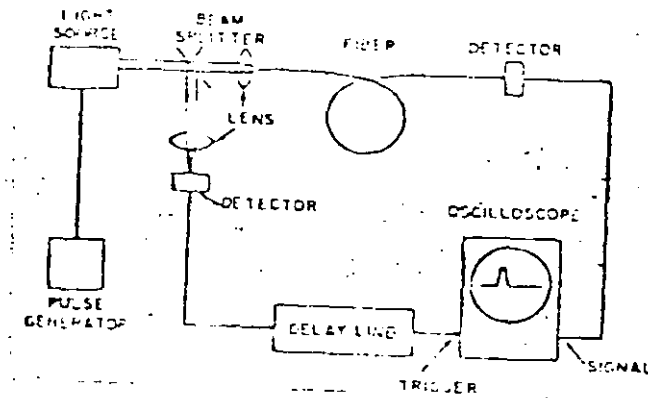 LIGHT
SOURCE
BEAM
SPLITTER
FIBER
DETECTOR
LENS
DETECTOR
OSCILLOSCOPE
PULSE
GENERATOR
DELAY LINE
TRIGGER
SIGNAL